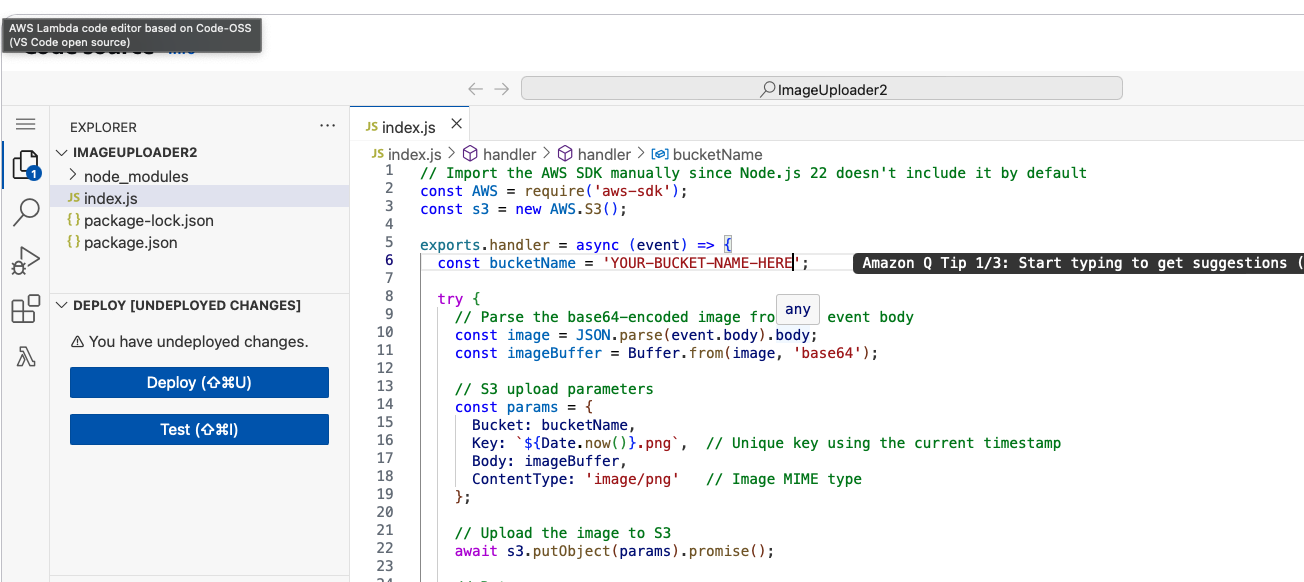 AWS Lambda code editor based on Code-OSS
(VS Code open source)
Code source Info
ImageUploader2
EXPLORER
IMAGEUPLOADER2
node_modules
JS index.js
{} package-lock.json
{} package.json
DEPLOY [UNDEPLOYED CHANGES]
You have undeployed changes.
Deploy (⇧⌘U)
Test (⇧⌘I)
1
JS index.js
JS index.js > handler > handler > bucketName
1 // Import the AWS SDK manually since Node.js 22 doesn't include it by default
2 const AWS = require('aws-sdk');
3 const s3 = new AWS.S3();
4
5 exports.handler = async (event) => {
6 const bucketName = 'YOUR-BUCKET-NAME-HERE'; Amazon Q Tip 1/3: Start typing to get suggestions (
7
8 try {
any
9 // Parse the base64-encoded image fro event body
10 const image = JSON.parse(event.body).body;
11 const imageBuffer = Buffer.from(image, 'base64');
12
13 // S3 upload parameters
14 const params = {
15 Bucket: bucketName,
16 Key: `${Date.now()}.png`, // Unique key using the current timestamp
17 Body: imageBuffer,
18 ContentType: 'image/png' // Image MIME type
19 };
20
21 // Upload the image to S3
22 await s3.putObject(params).promise();
23